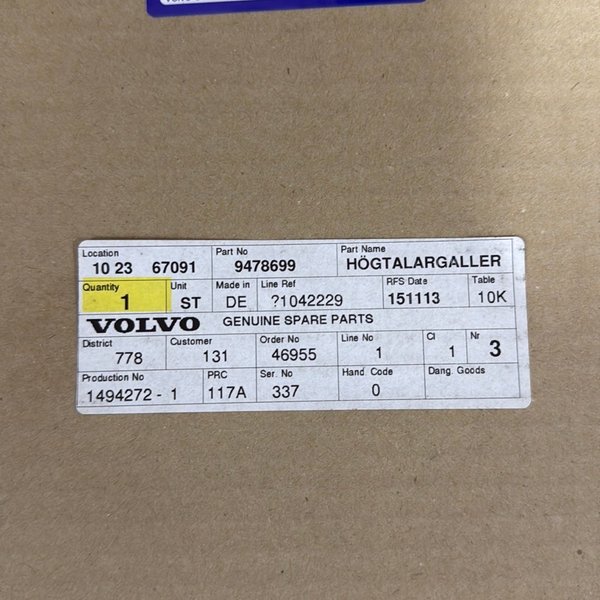 Location Part No Part Name
10 23 67091 9478699 HÖGTALARGALLER
Quantity Unit Made in Line Ref RFS Date Table
1 ST DE ?1042229 151113 10K
VOLVO GENUINE SPARE PARTS
District Customer Order No Line No Cl Nr
778 131 46955 1 1 3
Production No PRC Ser. No Hand. Code Dang. Goods
1494272 - 1 117A 337 0